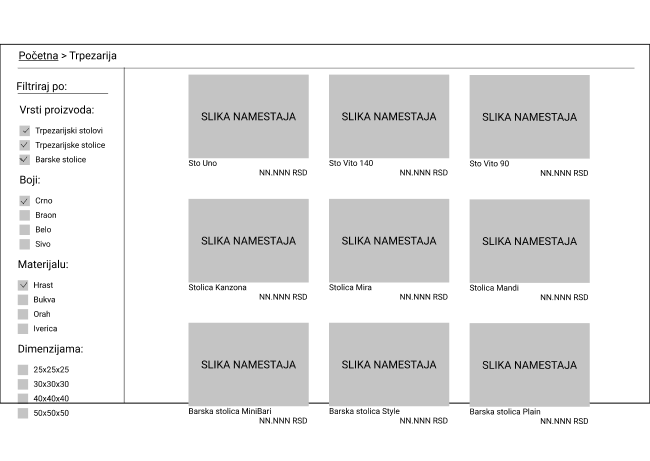 Početna > Trpezarija
Filtriraj po:
Vrsti proizvoda:
Trpezarijski stolovi
Trpezarijske stolice
Barske stolice
Boji:
Crno
Braon
Belo
Sivo
Materijalu:
Hrast
Bukva
Orah
Iverica
Dimenzijama:
25x25x25
30x30x30
40x40x40
50x50x50
SLIKA NAMESTAJA
Sto Uno
NN.NNN RSD
SLIKA NAMESTAJA
Sto Vito 140
NN.NNN RSD
SLIKA NAMESTAJA
Sto Vito 90
NN.NNN RSD
SLIKA NAMESTAJA
Stolica Kanzona
NN.NNN RSD
SLIKA NAMESTAJA
Stolica Mira
NN.NNN RSD
SLIKA NAMESTAJA
Stolica Mandi
NN.NNN RSD
SLIKA NAMESTAJA
Barska stolica MiniBari
NN.NNN RSD
SLIKA NAMESTAJA
Barska stolica Style
NN.NNN RSD
SLIKA NAMESTAJA
Barska stolica Plain
NN.NNN RSD